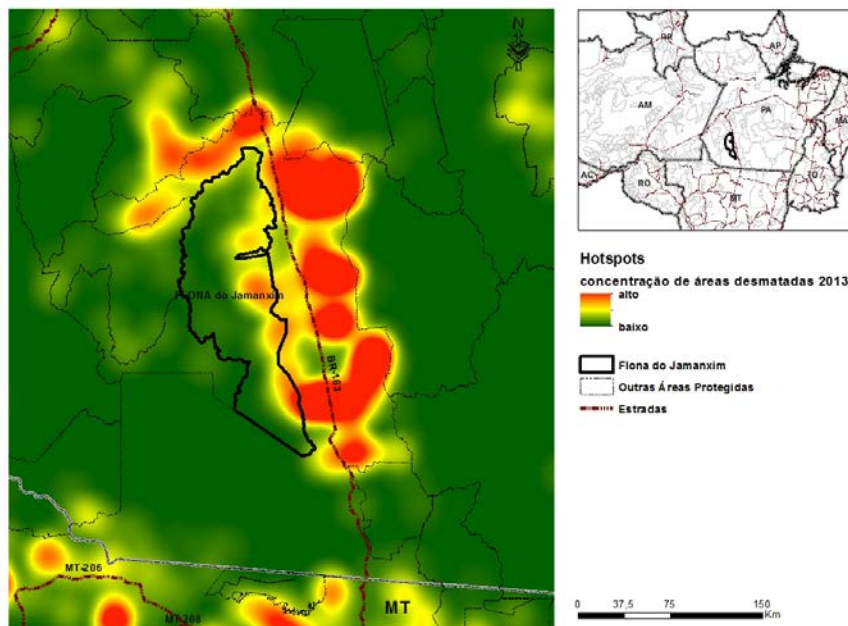 N
FLONA do Jamanxim
BR-163
MT-206
MT-208
MT
RR
AP
AM
PA
MA
AC
RO
TO
MT
Hotspots
concentração de áreas desmatadas 2013
alto
baixo
Flona do Jamanxim
Outras Áreas Protegidas
Estradas
0 37,5 75 150
Km